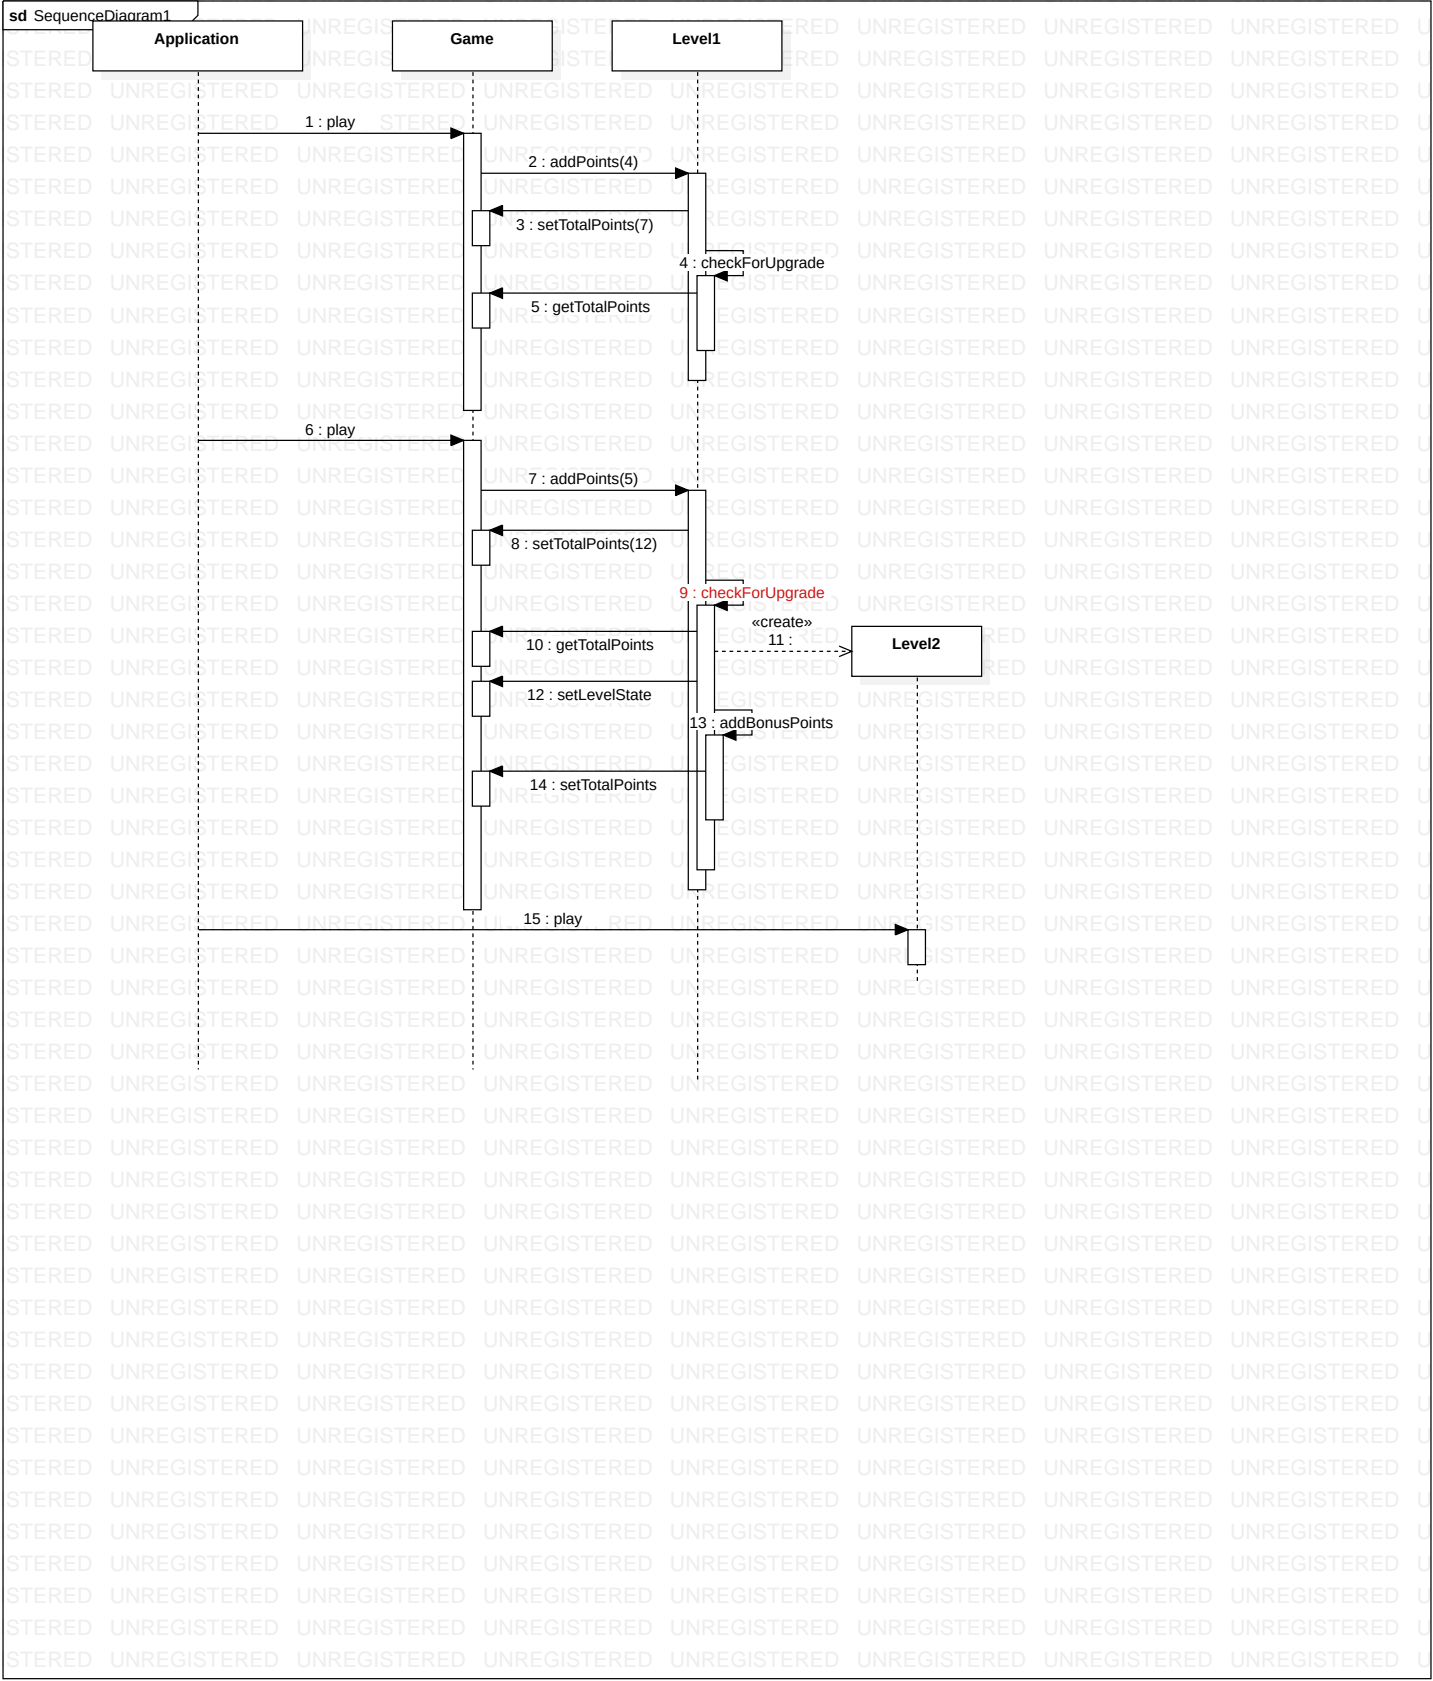 sd SequenceDiagram1
Application
Game
Level1
1 : play
2 : addPoints(4)
3 : setTotalPoints(7)
4 : checkForUpgrade
5 : getTotalPoints
6 : play
7 : addPoints(5)
8 : setTotalPoints(12)
9 : checkForUpgrade
«create»
11 :
Level2
10 : getTotalPoints
12 : setLevelState
13 : addBonusPoints
14 : setTotalPoints
15 : play
UNREGISTERED